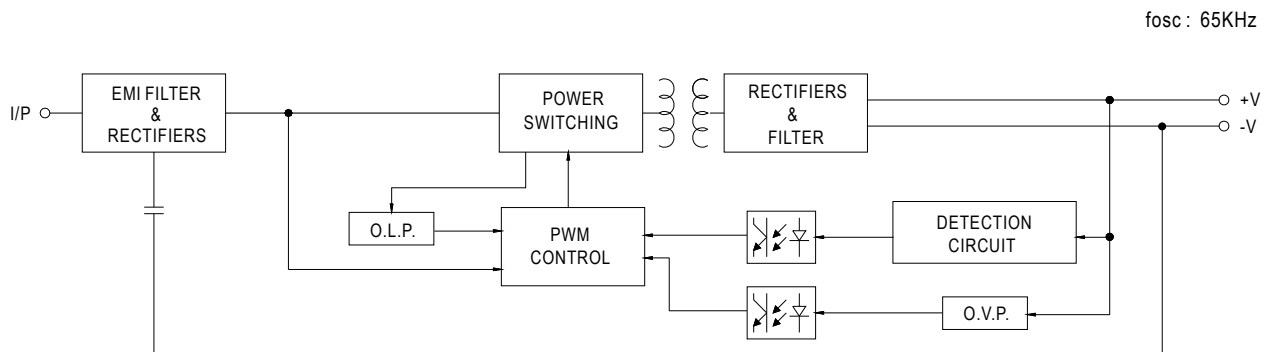 fosc : 65KHz
I/P
EMI FILTER
&
RECTIFIERS
POWER
SWITCHING
RECTIFIERS
&
FILTER
+V
-V
O.L.P.
PWM
CONTROL
DETECTION
CIRCUIT
O.V.P.